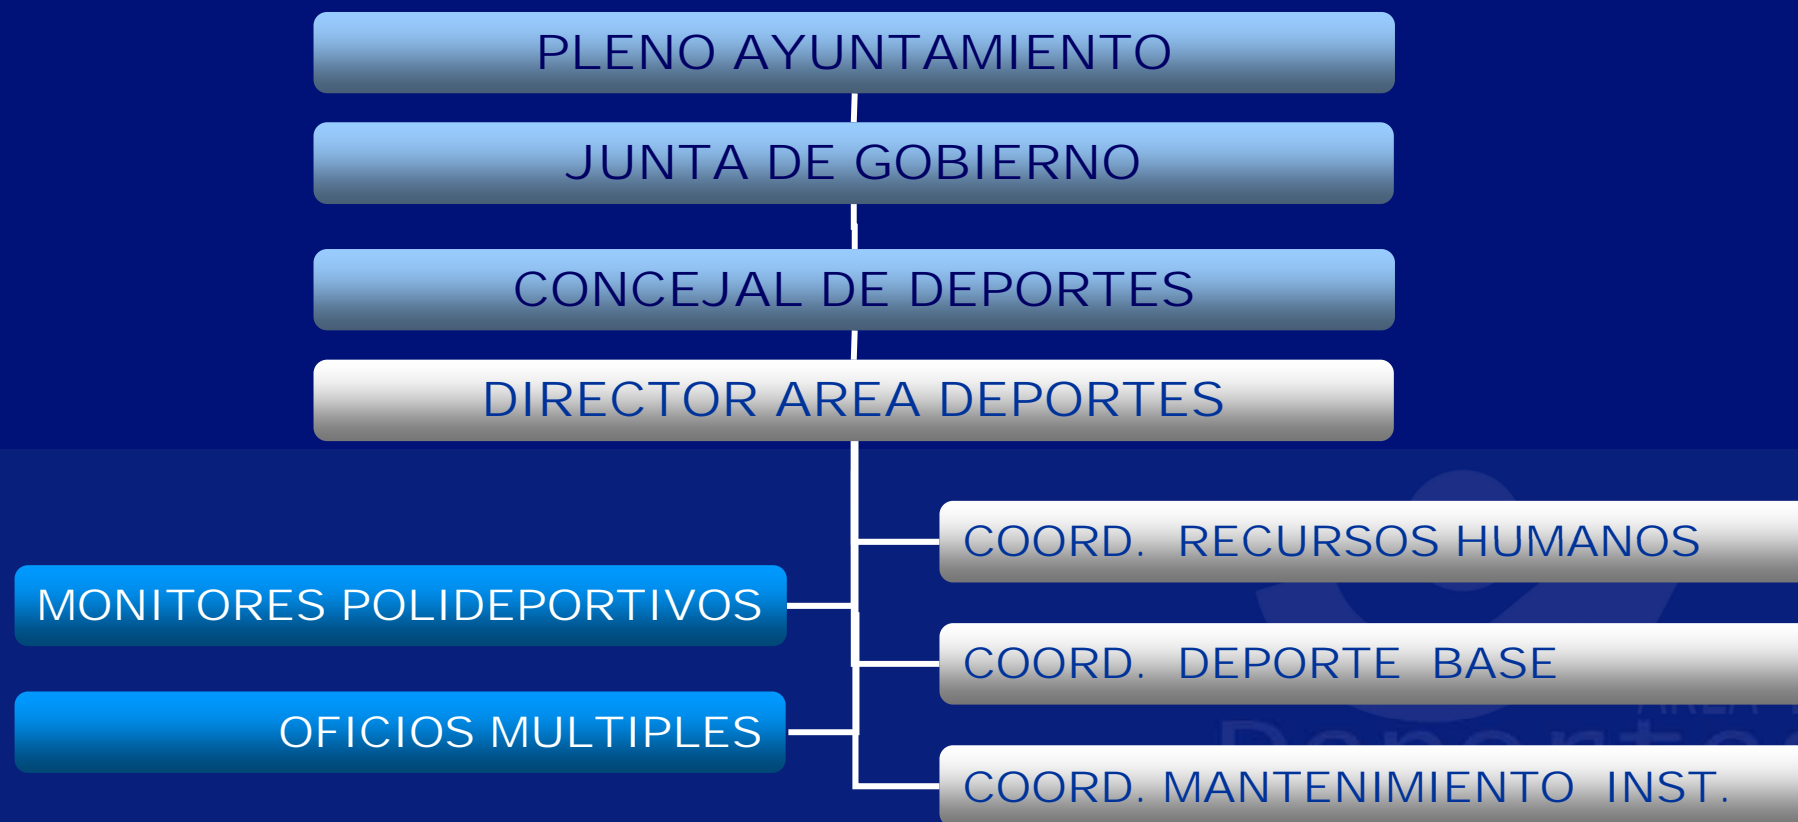 PLENO AYUNTAMIENTO
JUNTA DE GOBIERNO
CONCEJAL DE DEPORTES
DIRECTOR AREA DEPORTES
COORD. RECURSOS HUMANOS
MONITORES POLIDEPORTIVOS
COORD. DEPORTE BASE
OFICIOS MULTIPLES
COORD. MANTENIMIENTO INST.